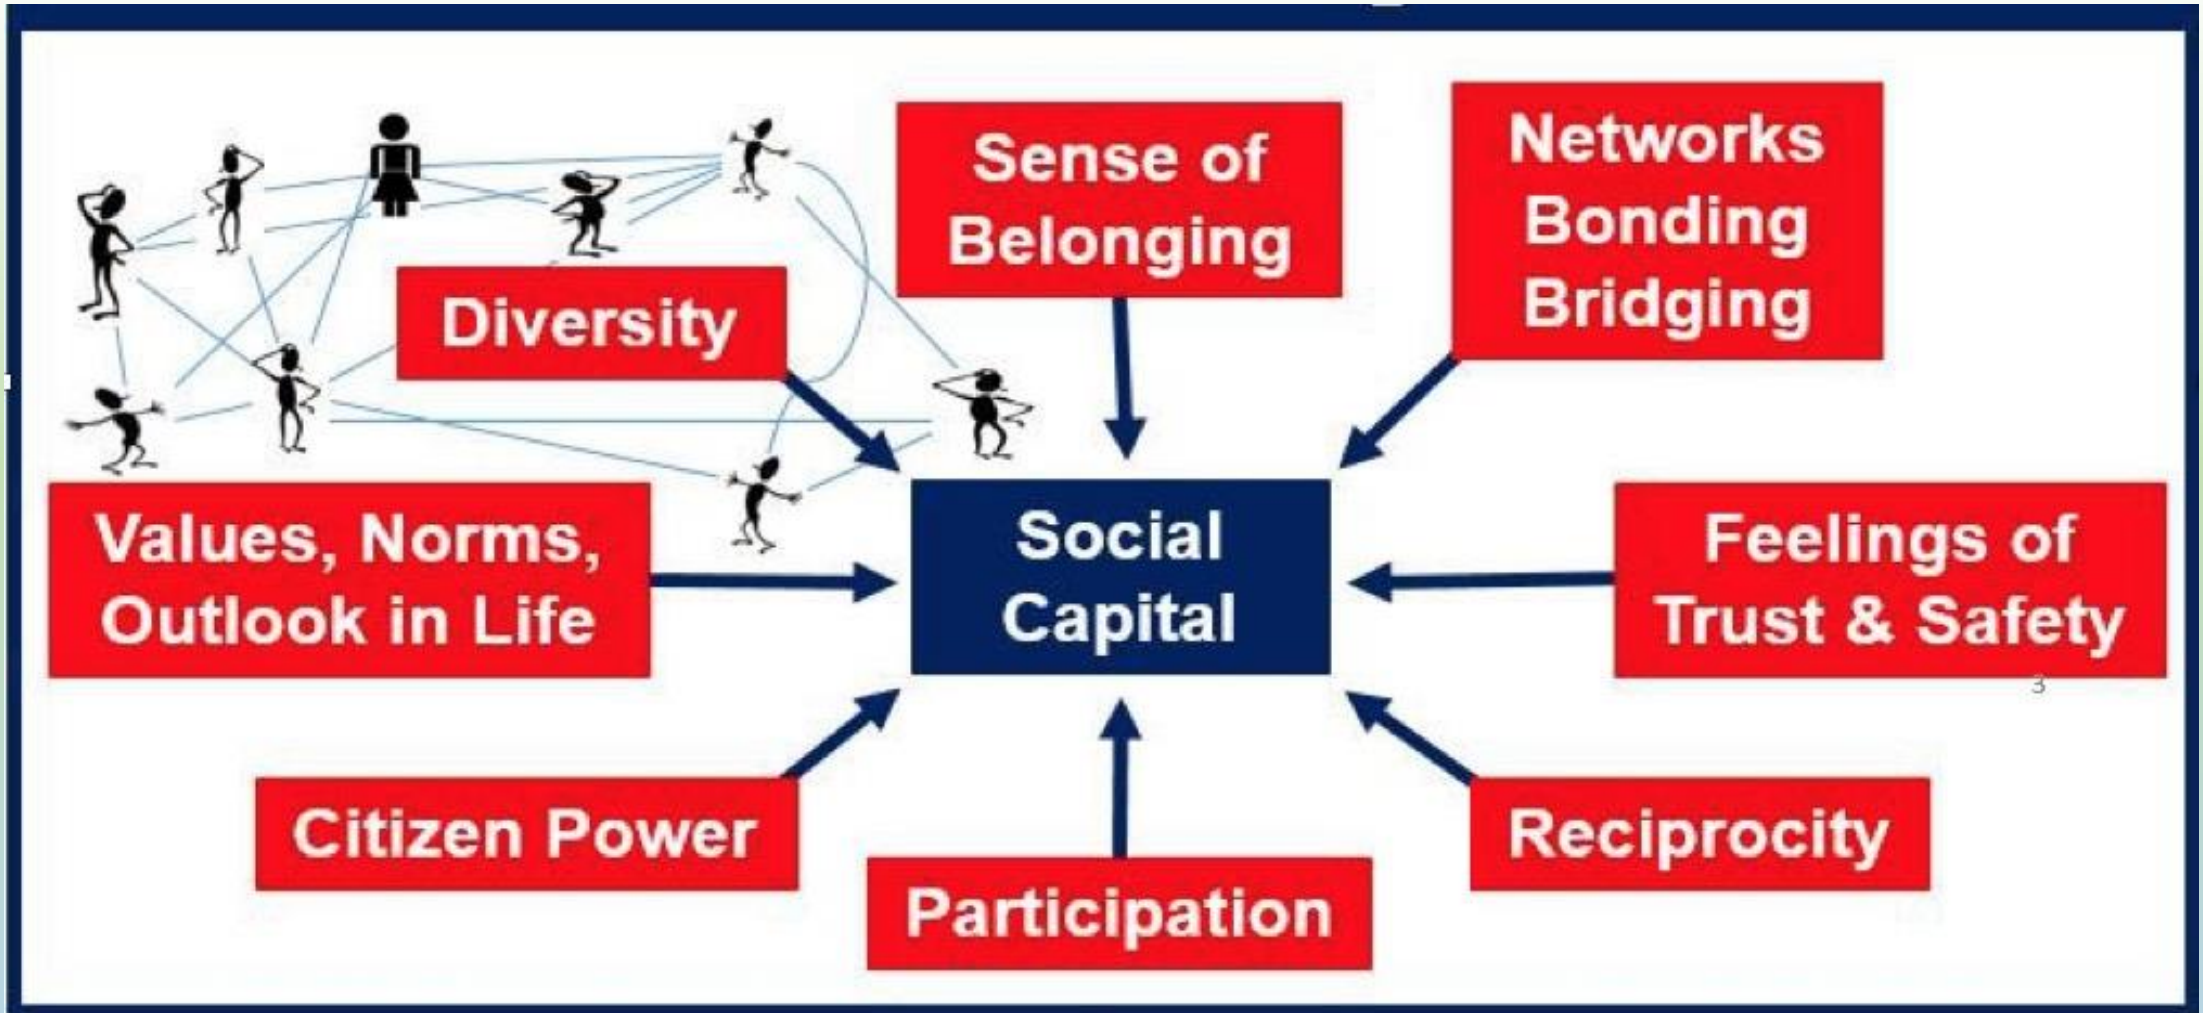 Sense of
Belonging
Networks
Bonding
Bridging
Diversity
Values, Norms,
Outlook in Life
Social
Capital
Feelings of
Trust & Safety
3
Citizen Power
Participation
Reciprocity